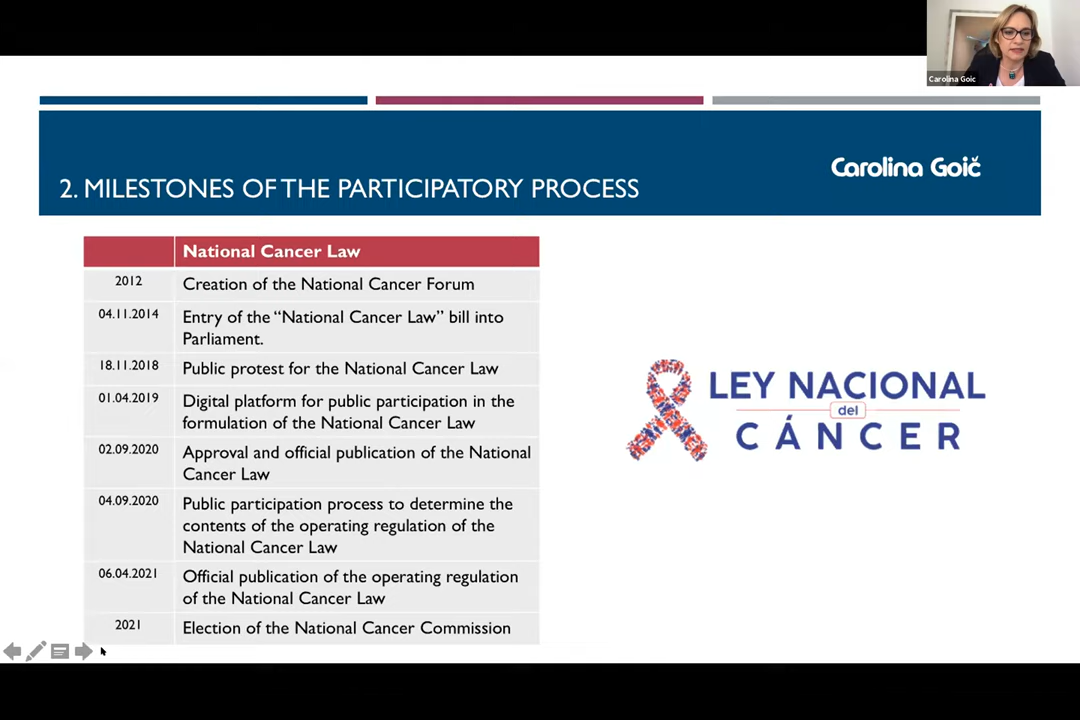 Carolina Goic
Carolina Goič
2. MILESTONES OF THE PARTICIPATORY PROCESS
National Cancer Law
2012
Creation of the National Cancer Forum
04.11.2014
Entry of the “National Cancer Law” bill into
Parliament.
18.11.2018
Public protest for the National Cancer Law
01.04.2019
Digital platform for public participation in the
formulation of the National Cancer Law
02.09.2020
Approval and official publication of the National
Cancer Law
04.09.2020
Public participation process to determine the
contents of the operating regulation of the
National Cancer Law
06.04.2021
Official publication of the operating regulation
of the National Cancer Law
2021
Election of the National Cancer Commission
LEY NACIONAL
del
CÁNCER